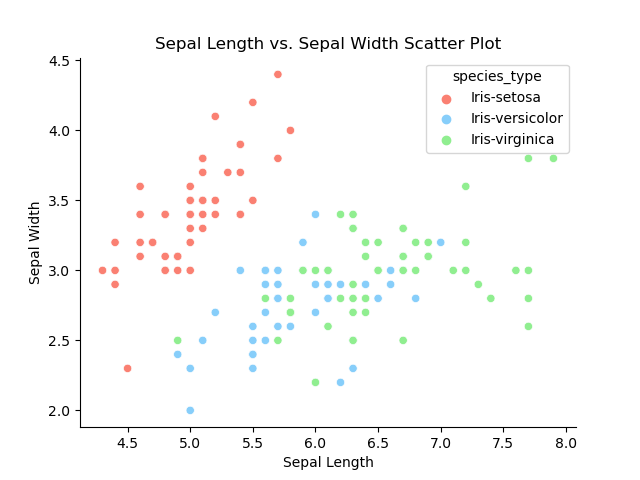 Sepal Length vs. Sepal Width Scatter Plot
species_type
Iris-setosa
Iris-versicolor
Iris-virginica
Sepal Width
4.5
4.0
3.5
3.0
2.5
2.0
4.5 5.0 5.5 6.0 6.5 7.0 7.5 8.0
Sepal Length